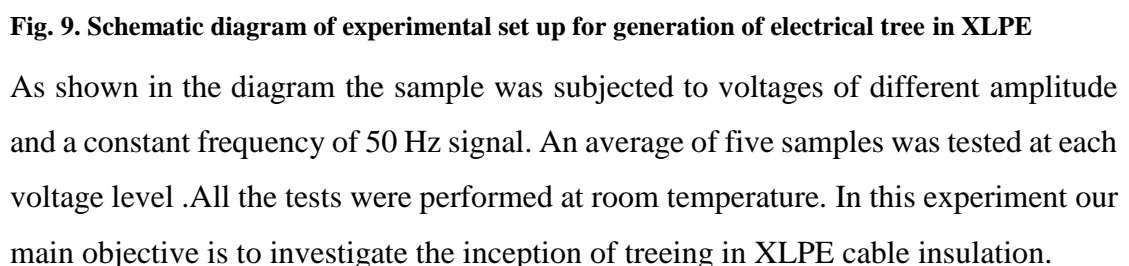 Fig. 9. Schematic diagram of experimental set up for generation of electrical tree in XLPE
As shown in the diagram the sample was subjected to voltages of different amplitude
and a constant frequency of 50 Hz signal. An average of five samples was tested at each
voltage level .All the tests were performed at room temperature. In this experiment our
main objective is to investigate the inception of treeing in XLPE cable insulation.